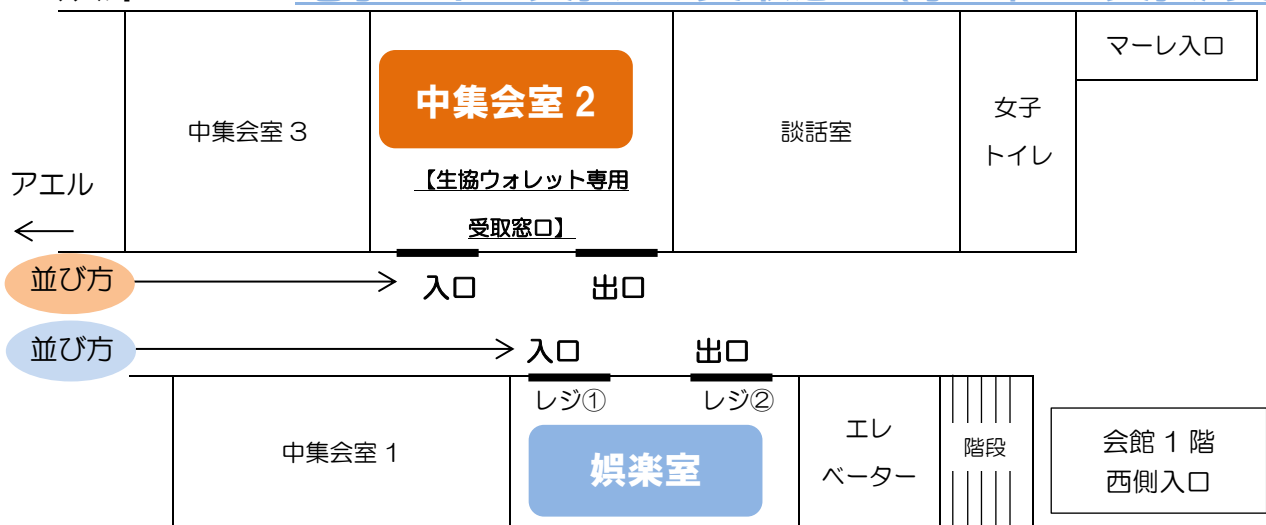 マーレ入口
中集会室 2
中集会室 3
談話室
女子
トイレ
アエル
【生協ウォレット専用
受取窓口】
並び方
入口
出口
並び方
入口
出口
レジ①
レジ②
中集会室 1
娯楽室
エレ
ベーター
階段
会館 1 階
西側入口